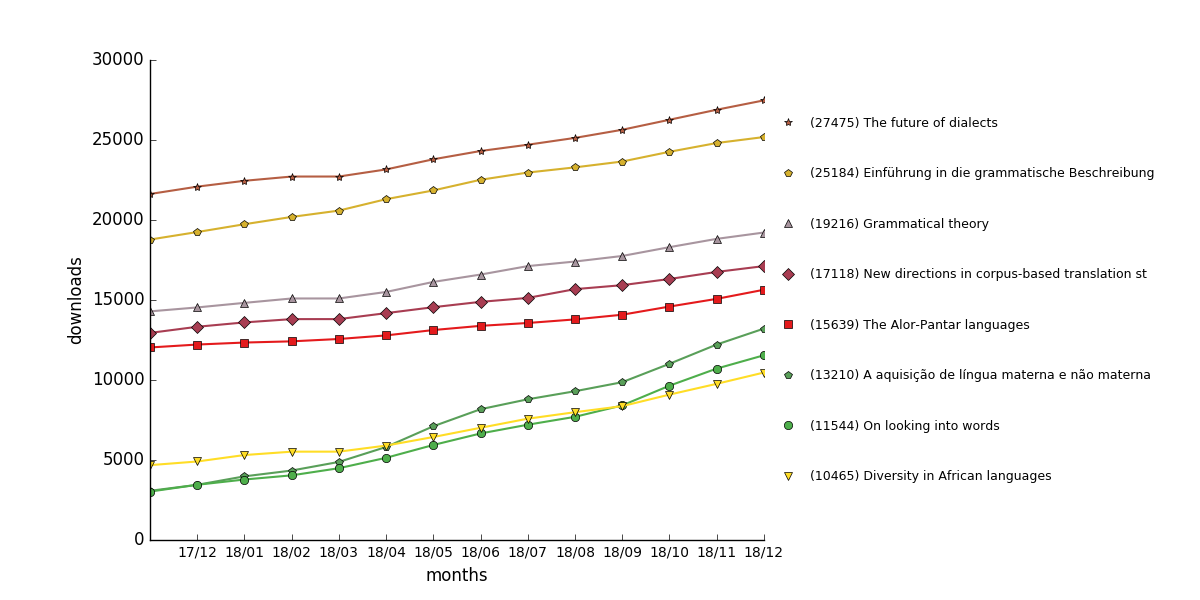 30000
25000
20000
15000
10000
5000
0
downloads
17/12 18/01 18/02 18/03 18/04 18/05 18/06 18/07 18/08 18/09 18/10 18/11 18/12
months
(27475) The future of dialects
(25184) Einführung in die grammatische Beschreibung
(19216) Grammatical theory
(17118) New directions in corpus-based translation st
(15639) The Alor-Pantar languages
(13210) A aquisição de língua materna e não materna
(11544) On looking into words
(10465) Diversity in African languages